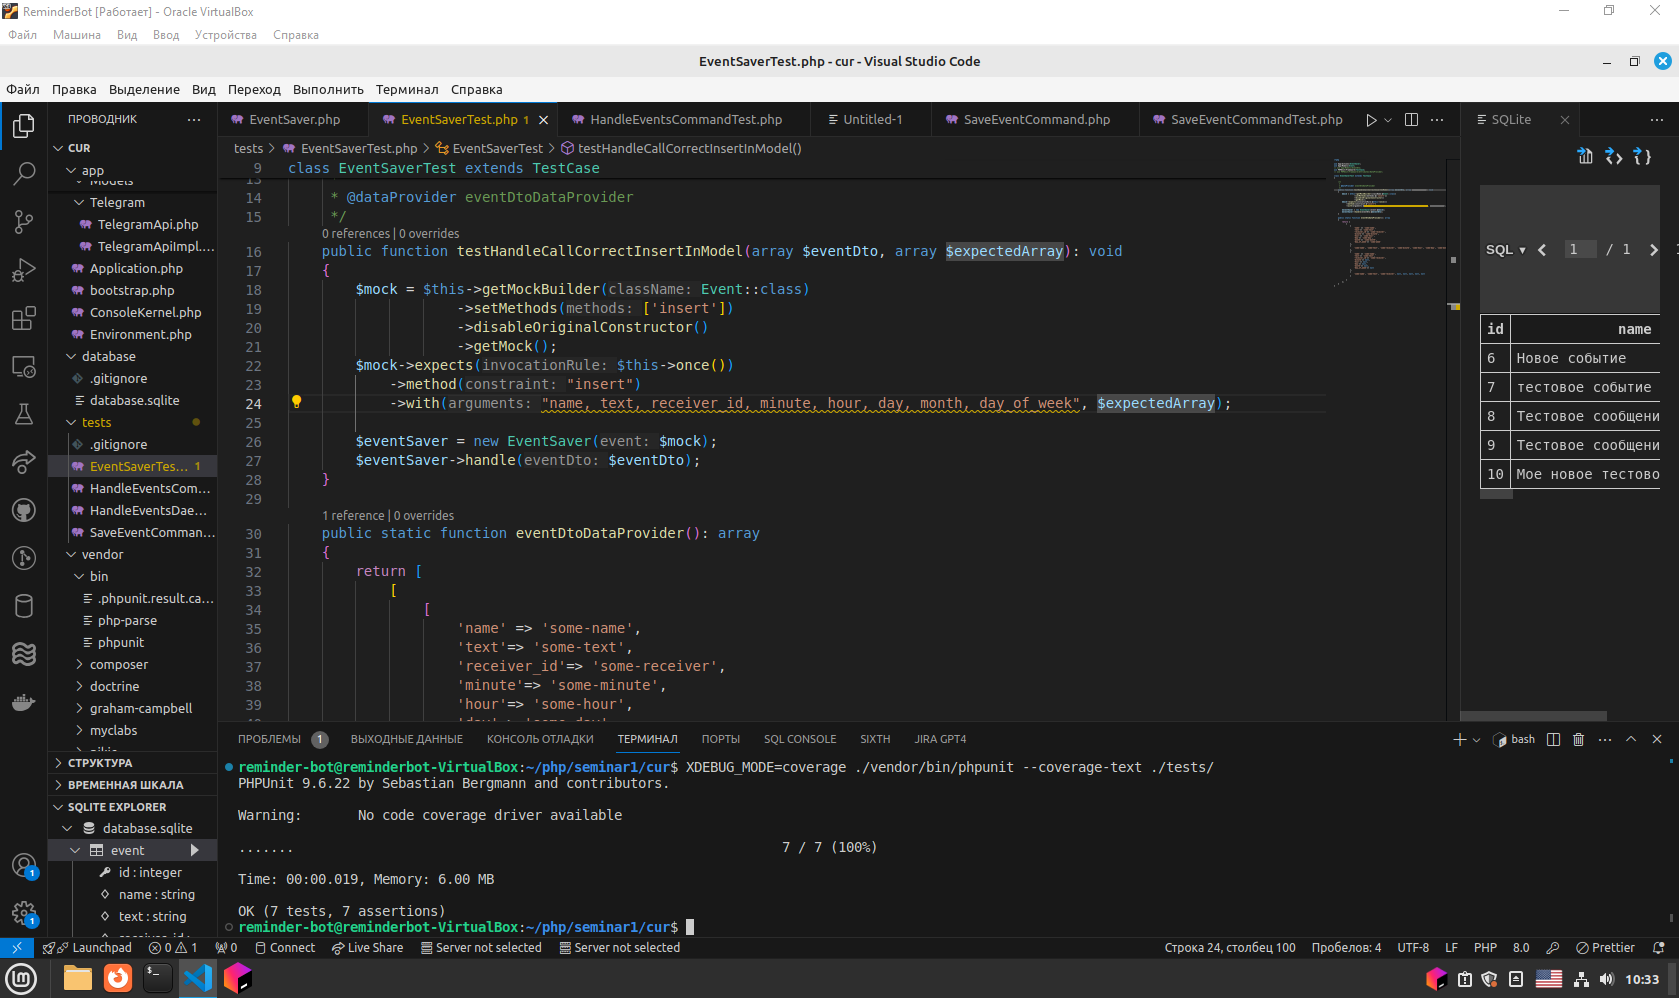 ReminderBot [Работает] - Oracle VirtualBox
Файл Машина Вид Ввод Устройства Справка
EventSaverTest.php - cur - Visual Studio Code
Файл Правка Выделение Вид Переход Выполнить Терминал Справка
ПРОВОДНИК
EventSaver.php
EventSaverTest.php 1
HandleEventsCommandTest.php
Untitled-1
SaveEventCommand.php
SaveEventCommandTest.php
SQLite
tests > EventSaverTest.php > EventSaverTest > testHandleCallCorrectInsertInModel()
CUR
app
Models
Telegram
TelegramApi.php
TelegramApiImpl....
Application.php
bootstrap.php
ConsoleKernel.php
Environment.php
database
.gitignore
database.sqlite
tests
.gitignore
EventSaverTes... 1
HandleEventsCom...
HandleEventsDae...
SaveEventComman...
vendor
bin
.phpunit.result.ca...
php-parse
phpunit
composer
doctrine
graham-campbell
myclabs
СТРУКТУРА
ВРЕМЕННАЯ ШКАЛА
SQLITE EXPLORER
database.sqlite
event
id : integer
name : string
text : string
9 class EventSaverTest extends TestCase
13
14 * @dataProvider eventDtoDataProvider
15 */
0 references | 0 overrides
16 public function testHandleCallCorrectInsertInModel(array $eventDto, array $expectedArray): void
17 {
18 $mock = $this->getMockBuilder(className: Event::class)
19 ->setMethods(methods: ['insert'])
20 ->disableOriginalConstructor()
21 ->getMock();
22 $mock->expects(invocationRule: $this->once())
23 ->method(constraint: "insert")
24 ->with(arguments: "name, text, receiver_id, minute, hour, day, month, day_of_week", $expectedArray);
25
26 $eventSaver = new EventSaver(event: $mock);
27 $eventSaver->handle(eventDto: $eventDto);
28 }
29
1 reference | 0 overrides
30 public static function eventDtoDataProvider(): array
31 {
32 return [
33 [
34 [
35 'name' => 'some-name',
36 'text'=> 'some-text',
37 'receiver_id'=> 'some-receiver',
38 'minute'=> 'some-minute',
39 'hour'=> 'some-hour',
SQL 1 / 1
id name
6 Новое событие
7 тестовое событие
8 Тестовое сообщени
9 Тестовое сообщени
10 Мое новое тестово
ПРОБЛЕМЫ 1 ВЫХОДНЫЕ ДАННЫЕ КОНСОЛЬ ОТЛАДКИ ТЕРМИНАЛ ПОРТЫ SQL CONSOLE SIXTH JIRA GPT4
bash
reminder-bot@reminderbot-VirtualBox:~/php/seminar1/cur$ XDEBUG_MODE=coverage ./vendor/bin/phpunit --coverage-text ./tests/
PHPUnit 9.6.22 by Sebastian Bergmann and contributors.
Warning: No code coverage driver available
....... 7 / 7 (100%)
Time: 00:00.019, Memory: 6.00 MB
OK (7 tests, 7 assertions)
reminder-bot@reminderbot-VirtualBox:~/php/seminar1/cur$
1
1
Launchpad 0 1 0 Connect Live Share Server not selected Server not selected Строка 24, столбец 100 Пробелов: 4 UTF-8 LF PHP 8.0 Prettier
10:33